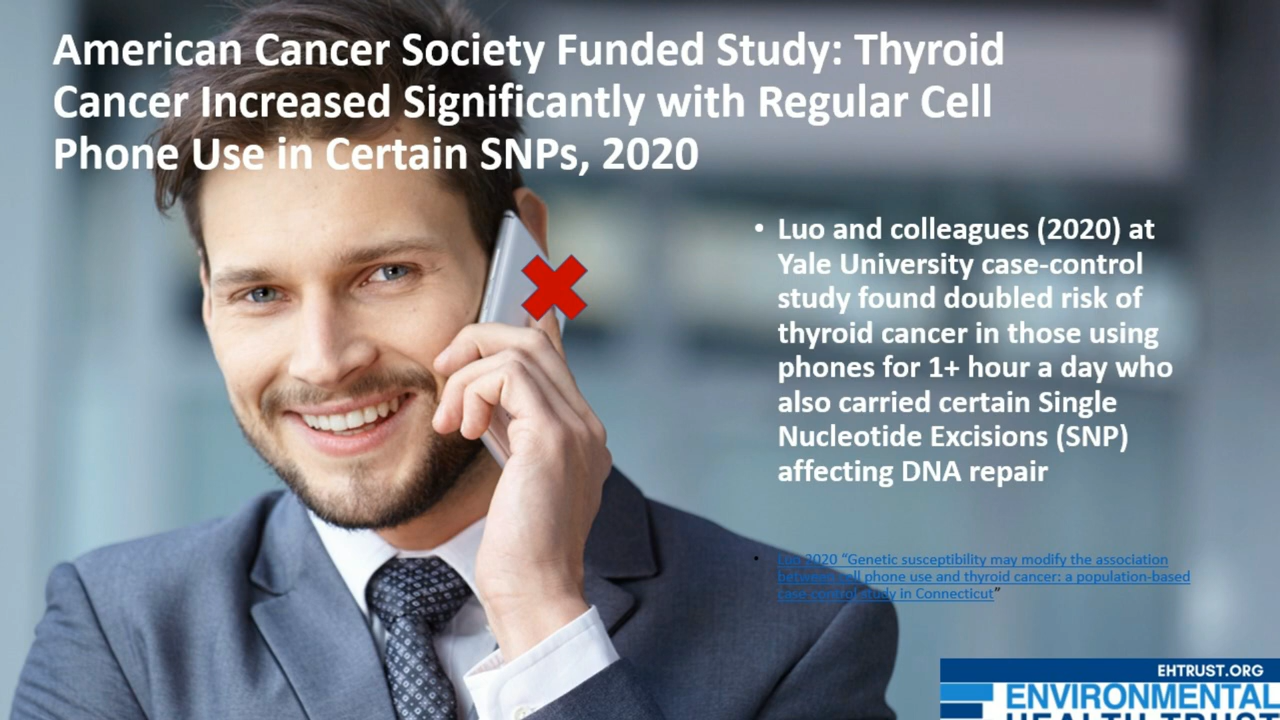 American Cancer Society Funded Study: Thyroid
Cancer Increased Significantly with Regular Cell
Phone Use in Certain SNPs, 2020
• Luo and colleagues (2020) at
Yale University case-control
study found doubled risk of
thyroid cancer in those using
phones for 1+ hour a day who
also carried certain Single
Nucleotide Excisions (SNP)
affecting DNA repair
• Luo 2020 “Genetic susceptibility may modify the association
between cell phone use and thyroid cancer: a population-based
case-control study in Connecticut”
EHTRUST.ORG
ENVIRONMENTAL
HEALTH TRUST